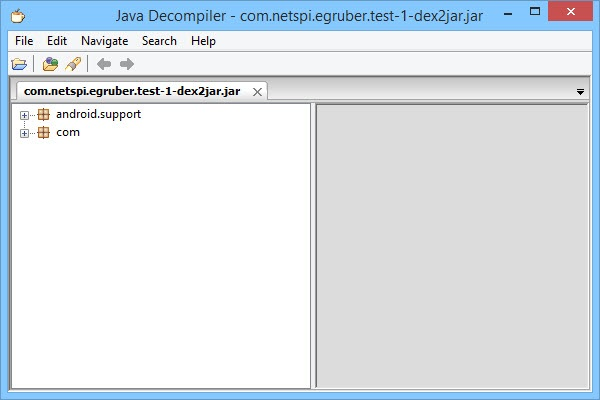 Java Decompiler - com.netspi.egruber.test-1-dex2jar.jar
File Edit Navigate Search Help
com.netspi.egruber.test-1-dex2jar.jar
android.support
com